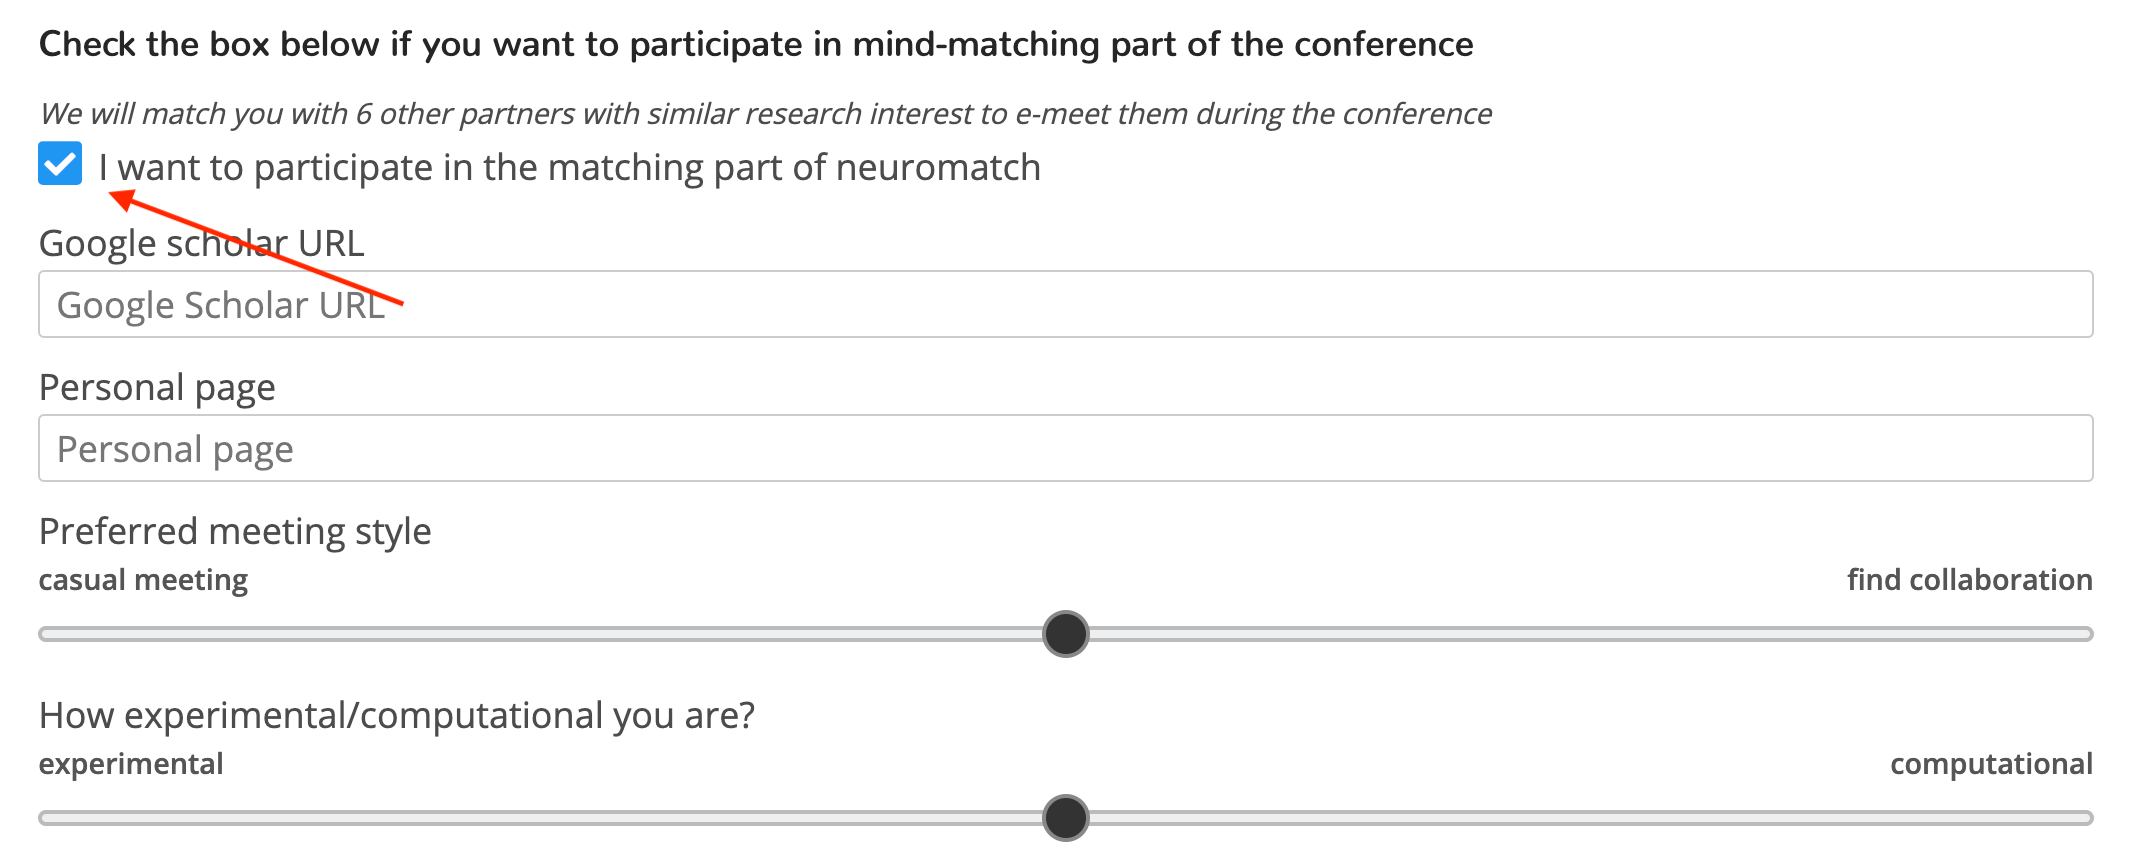 Check the box below if you want to participate in mind-matching part of the conference
We will match you with 6 other partners with similar research interest to e-meet them during the conference
I want to participate in the matching part of neuromatch
Google scholar URL
Google Scholar URL
Personal page
Personal page
Preferred meeting style
casual meeting find collaboration
How experimental/computational you are?
experimental computational